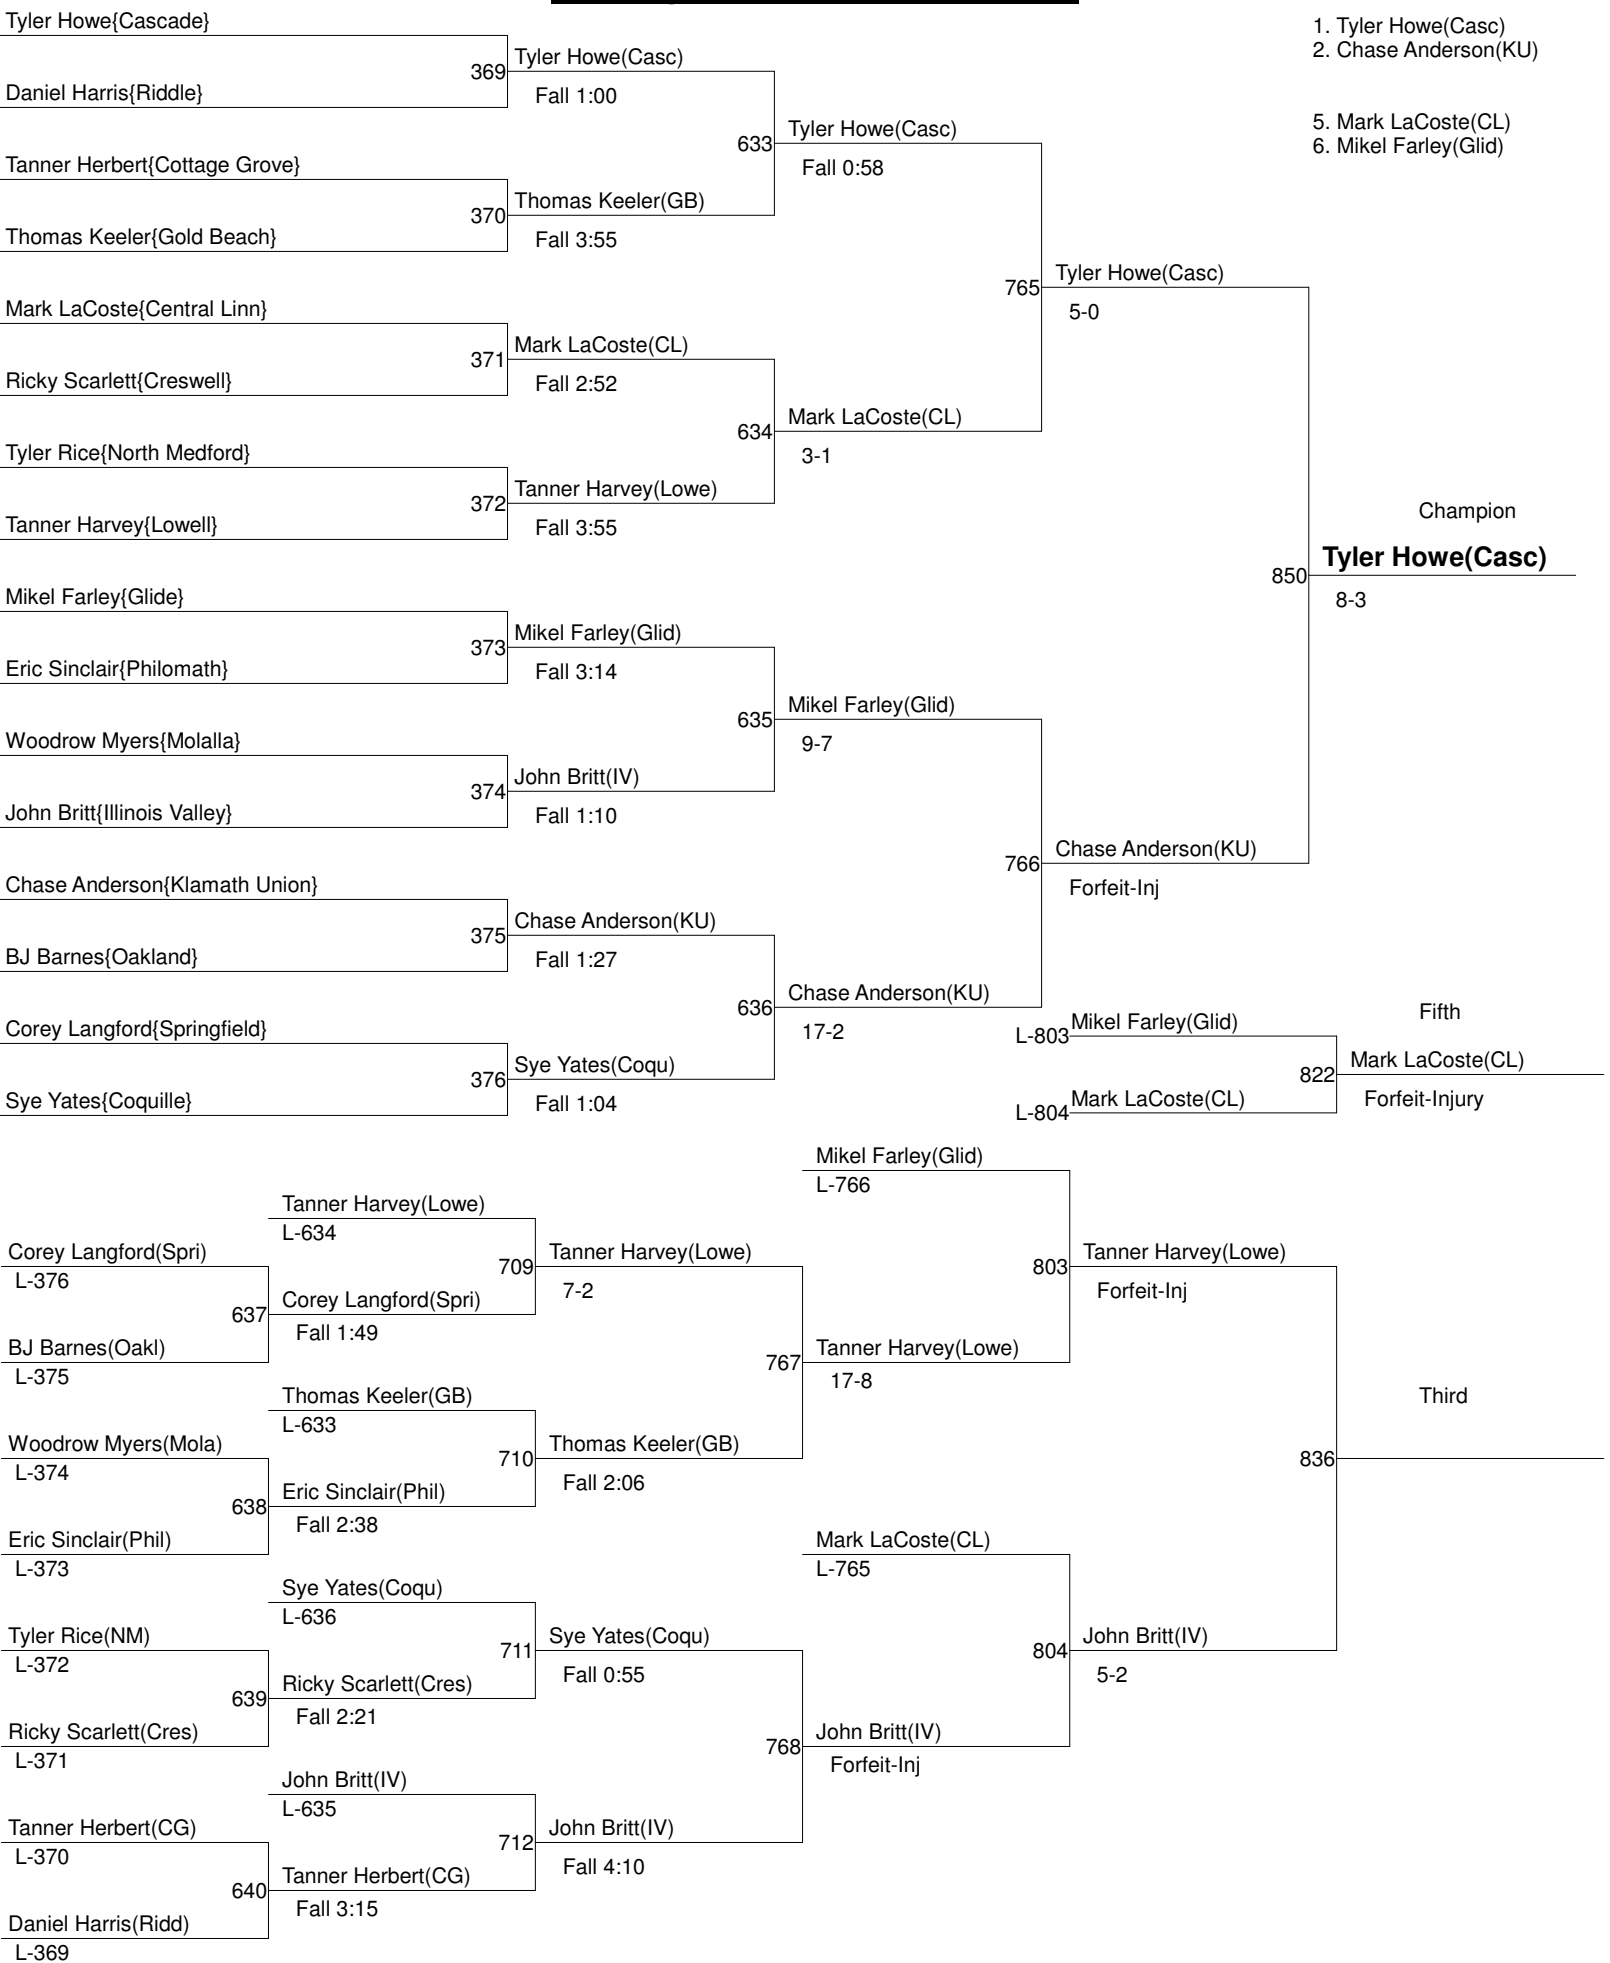 Tyler Howe{Cascade}
1. Tyler Howe(Casc)
2. Chase Anderson(KU)
369
Tyler Howe(Casc)
Fall 1:00
Daniel Harris{Riddle}
5. Mark LaCoste(CL)
6. Mikel Farley(Glid)
633
Tyler Howe(Casc)
Fall 0:58
Tanner Herbert{Cottage Grove}
370
Thomas Keeler(GB)
Fall 3:55
Thomas Keeler{Gold Beach}
765
Tyler Howe(Casc)
5-0
Mark LaCoste{Central Linn}
371
Mark LaCoste(CL)
Fall 2:52
Ricky Scarlett{Creswell}
634
Mark LaCoste(CL)
3-1
Tyler Rice{North Medford}
372
Tanner Harvey(Lowe)
Fall 3:55
Tanner Harvey{Lowell}
Champion
850
Tyler Howe(Casc)
8-3
Mikel Farley{Glide}
373
Mikel Farley(Glid)
Fall 3:14
Eric Sinclair{Philomath}
635
Mikel Farley(Glid)
9-7
Woodrow Myers{Molalla}
374
John Britt(IV)
Fall 1:10
John Britt{Illinois Valley}
766
Chase Anderson(KU)
Forfeit-Inj
Chase Anderson{Klamath Union}
375
Chase Anderson(KU)
Fall 1:27
BJ Barnes{Oakland}
636
Chase Anderson(KU)
17-2
Corey Langford{Springfield}
376
Sye Yates(Coqu)
Fall 1:04
Sye Yates{Coquille}
Fifth
L-803
Mikel Farley(Glid)
822
Mark LaCoste(CL)
Forfeit-Injury
L-804
Mark LaCoste(CL)
Mikel Farley(Glid)
L-766
Tanner Harvey(Lowe)
L-634
Corey Langford(Spri)
L-376
709
Tanner Harvey(Lowe)
7-2
803
Tanner Harvey(Lowe)
Forfeit-Inj
637
Corey Langford(Spri)
Fall 1:49
BJ Barnes(Oakl)
L-375
767
Tanner Harvey(Lowe)
17-8
Thomas Keeler(GB)
L-633
Third
Woodrow Myers(Mola)
L-374
710
Thomas Keeler(GB)
Fall 2:06
836
638
Eric Sinclair(Phil)
Fall 2:38
Eric Sinclair(Phil)
L-373
Mark LaCoste(CL)
L-765
Sye Yates(Coqu)
L-636
Tyler Rice(NM)
L-372
711
Sye Yates(Coqu)
Fall 0:55
804
John Britt(IV)
5-2
639
Ricky Scarlett(Cres)
Fall 2:21
Ricky Scarlett(Cres)
L-371
768
John Britt(IV)
Forfeit-Inj
John Britt(IV)
L-635
Tanner Herbert(CG)
L-370
712
John Britt(IV)
Fall 4:10
640
Tanner Herbert(CG)
Fall 3:15
Daniel Harris(Ridd)
L-369